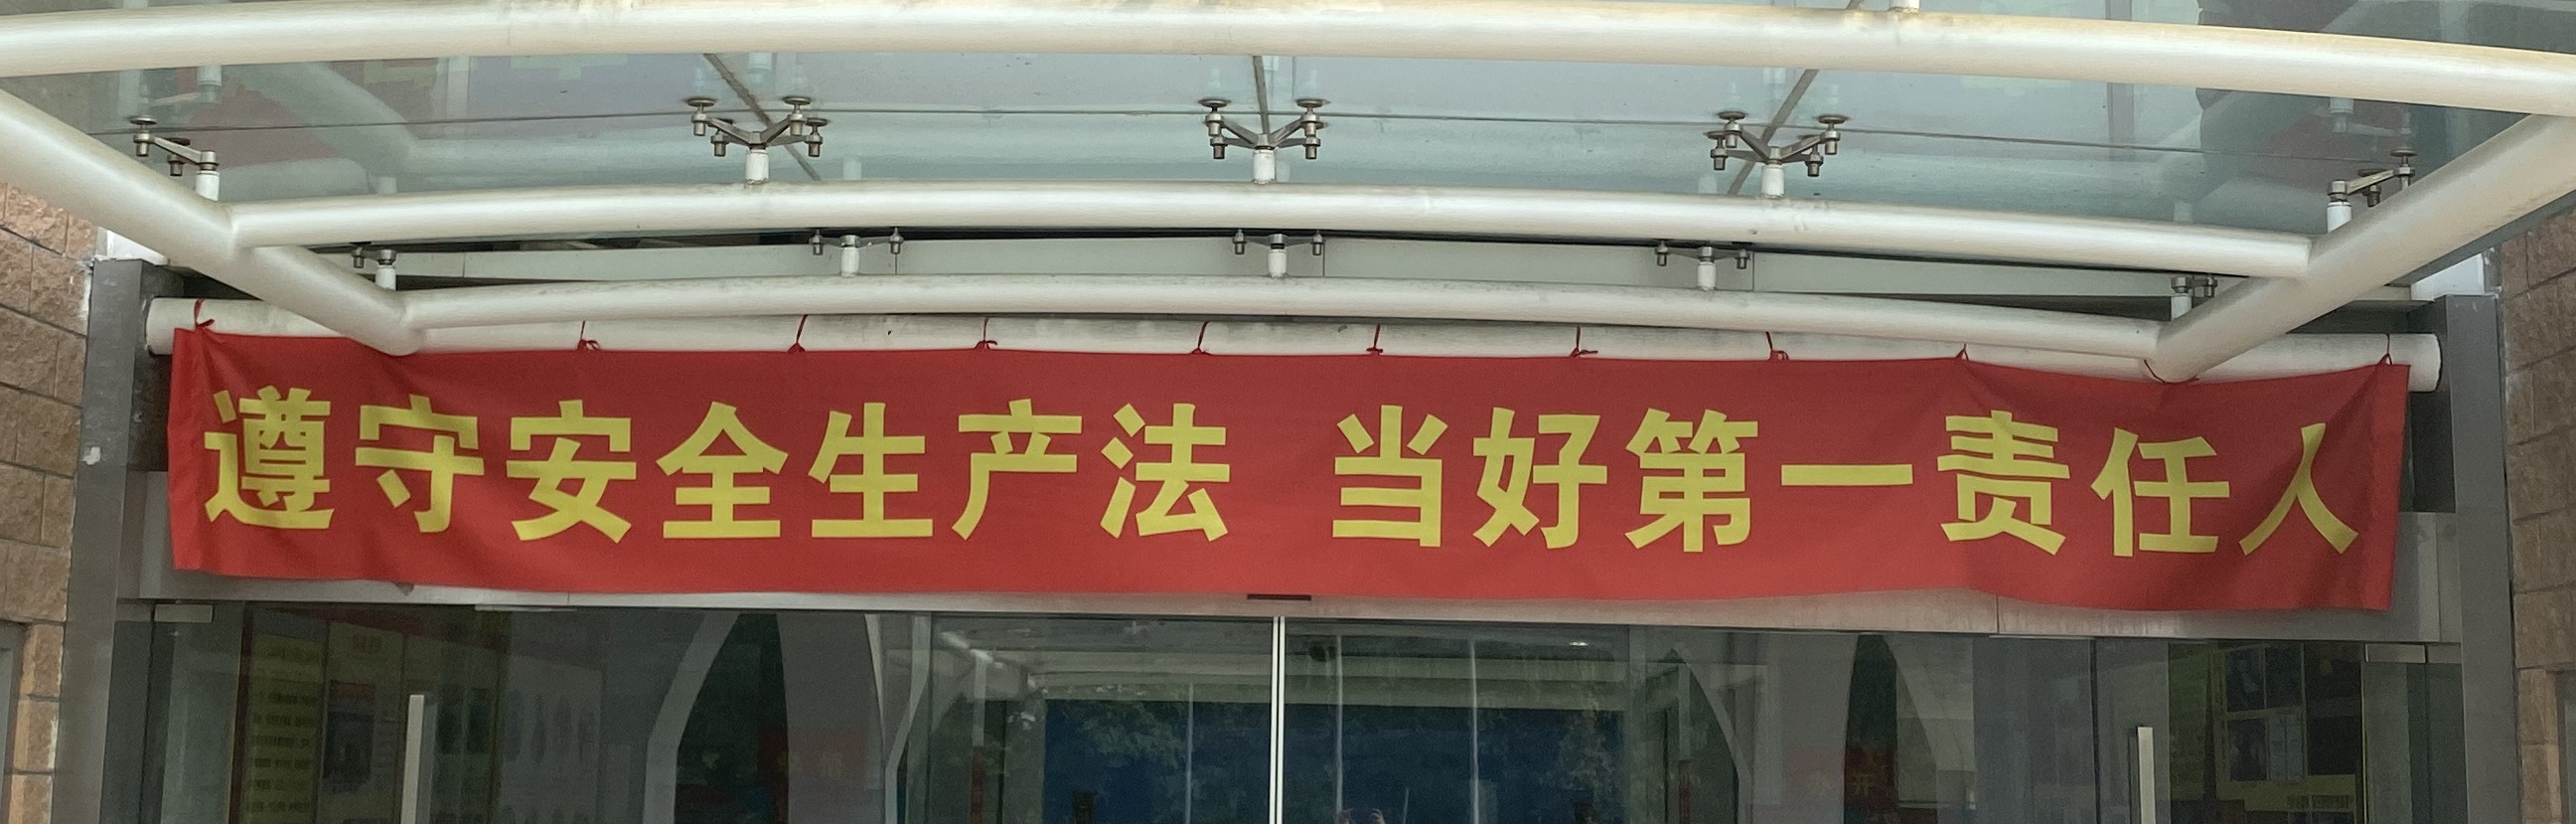 遵守安全生产法 当好第一责任人